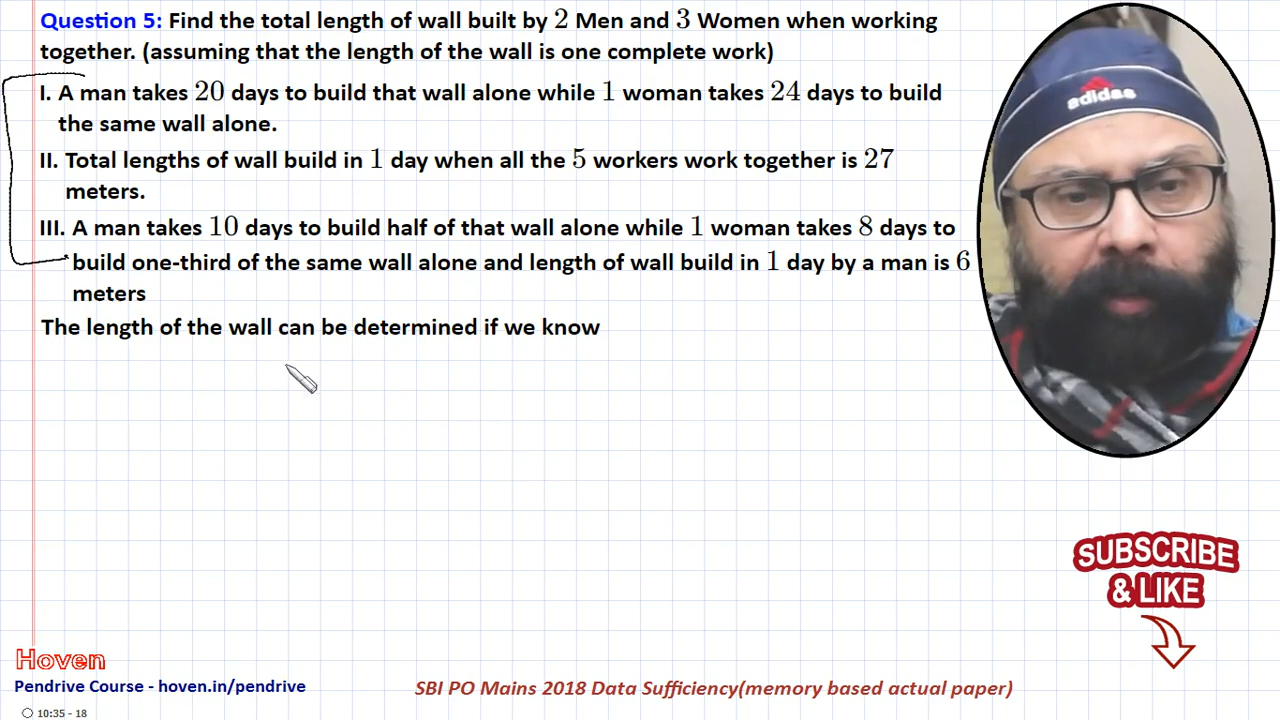 Question 5: Find the total length of wall built by 2 Men and 3 Women when working
together. (assuming that the length of the wall is one complete work)
I. A man takes 20 days to build that wall alone while 1 woman takes 24 days to build
the same wall alone.
II. Total lengths of wall build in 1 day when all the 5 workers work together is 27
meters.
III. A man takes 10 days to build half of that wall alone while 1 woman takes 8 days to
build one-third of the same wall alone and length of wall build in 1 day by a man is 6
meters
The length of the wall can be determined if we know
adidas
SUBSCRIBE
& LIKE
Hoven
Pendrive Course - hoven.in/pendrive
SBI PO Mains 2018 Data Sufficiency(memory based actual paper)
10:35 - 18